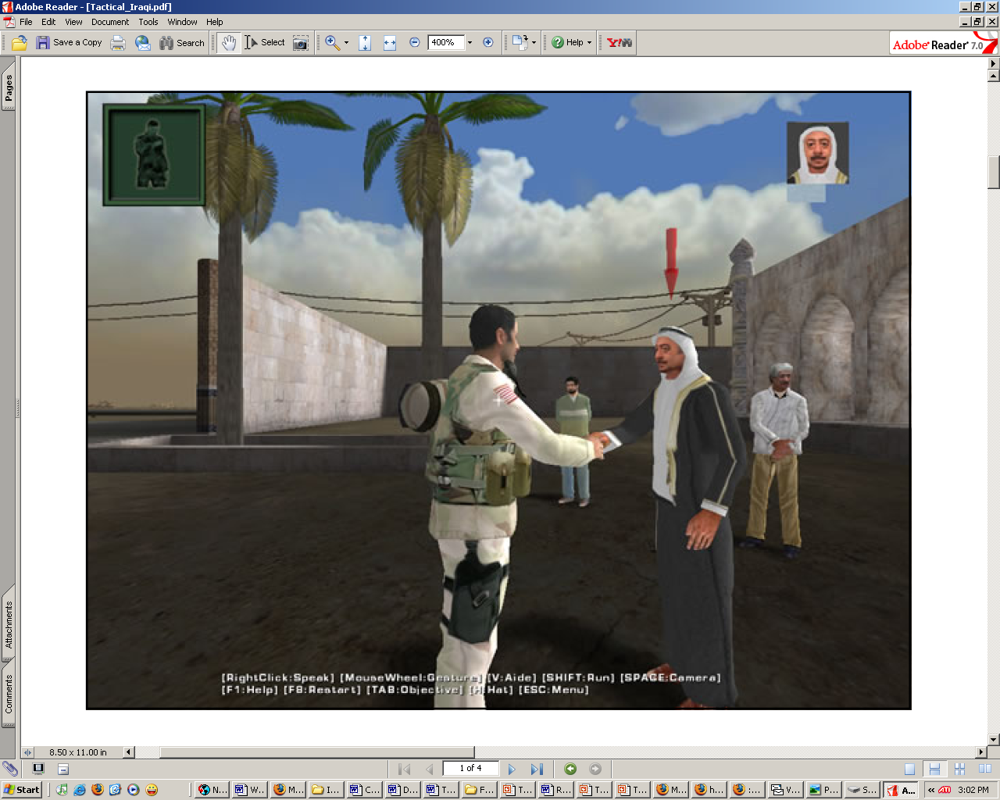 Adobe Reader - [Tactical_Iraqi.pdf]
File Edit View Document Tools Window Help
Save a Copy Search Select 400% Help Y! Adobe Reader 7.0
Pages
[RightClick:Speak] [MouseWheel:Gesture] [V:Aide] [SHIFT:Run] [SPACE:Camera]
[F1:Help] [F8:Restart] [TAB:Objective] [H:Hat] [ESC:Menu]
Attachments
Comments
8.50 x 11.00 in
1 of 4
Start N... W... M... I... C... D... T... F... T... R... T... T... M... h... :... V... P... S... A... 3:02 PM